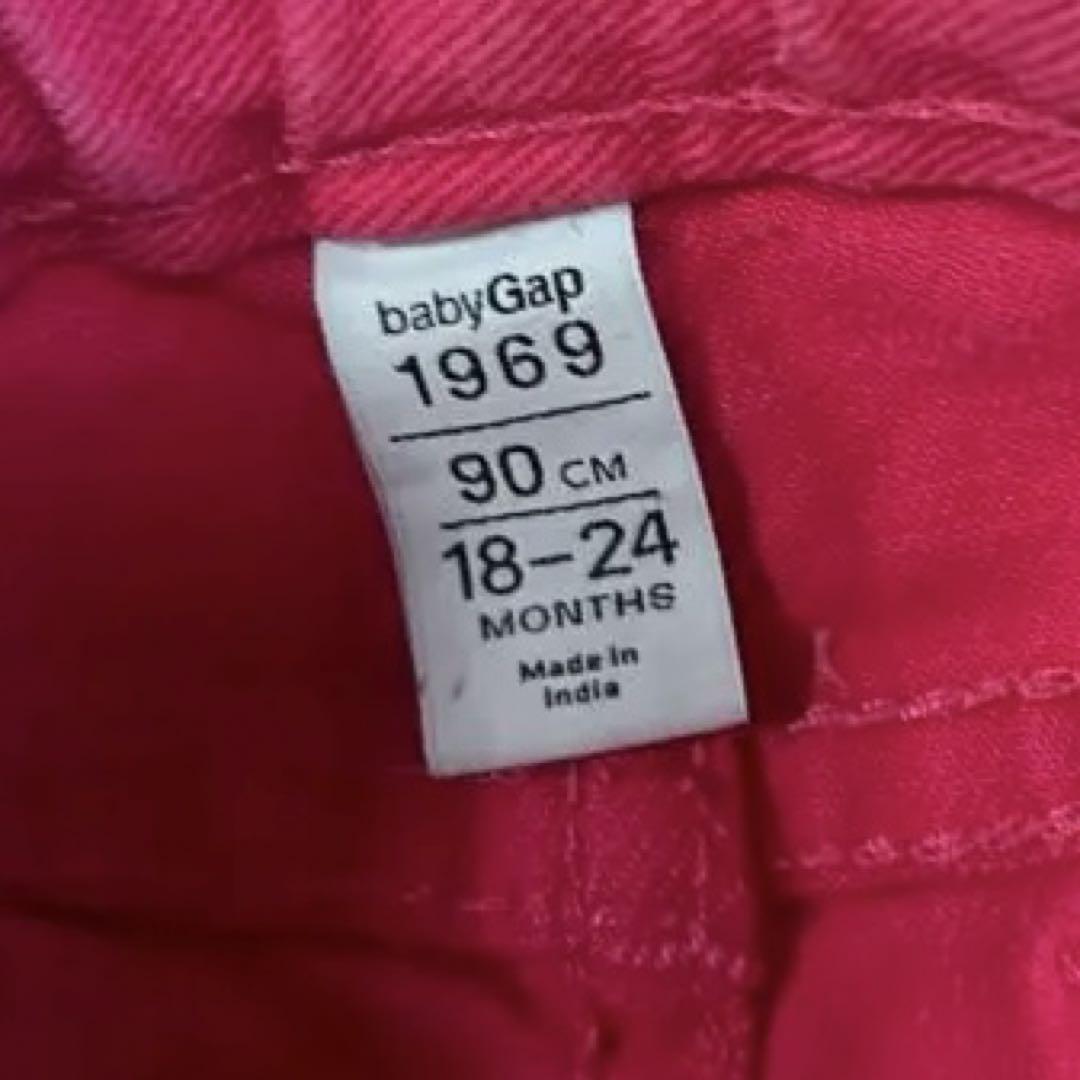 babyGap
1969
90 CM
18–24
MONTHS
Made in
India